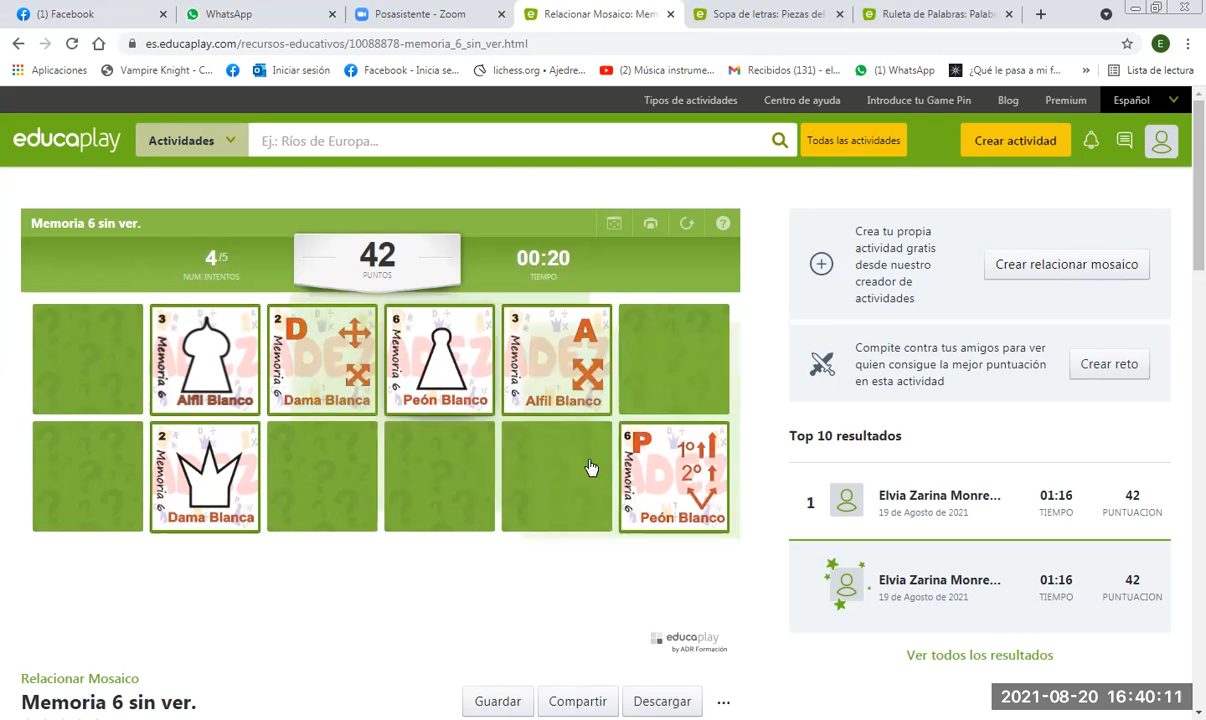 (1) Facebook
WhatsApp
Posasistente - Zoom
Relacionar Mosaico: Mem
Sopa de letras: Piezas del
Ruleta de Palabras: Palab
es.educaplay.com/recursos-educativos/10088878-memoria_6_sin_ver.html
E
Aplicaciones
Vampire Knight - C...
Iniciar sesión
Facebook - Inicia se...
lichess.org • Ajedre...
(2) Música instrume...
Recibidos (131) - el...
(1) WhatsApp
¿Qué le pasa a mi f...
»
Lista de lectura
Tipos de actividades
Centro de ayuda
Introduce tu Game Pin
Blog
Premium
Español
educaplay
Actividades
Ej.: Ríos de Europa...
Todas las actividades
Crear actividad
Memoria 6 sin ver.
4/5
NUM. INTENTOS
42
PUNTOS
00:20
TIEMPO
3
Memoria 6
Alfil Blanco
2
D
Memoria 6
Dama Blanca
6
Memoria 6
Peón Blanco
3
A
Memoria 6
Alfil Blanco
2
Memoria 6
Dama Blanca
6
P
1º
2º
Memoria 6
Peón Blanco
educaplay
by ADR Formación
Crea tu propia
actividad gratis
desde nuestro
creador de
actividades
Crear relacionar mosaico
Compite contra tus amigos para ver
quien consigue la mejor puntuación
en esta actividad
Crear reto
Top 10 resultados
1
Elvia Zarina Monre...
19 de Agosto de 2021
01:16
TIEMPO
42
PUNTUACION
Elvia Zarina Monre...
19 de Agosto de 2021
01:16
TIEMPO
42
PUNTUACION
Ver todos los resultados
Relacionar Mosaico
Memoria 6 sin ver.
Guardar
Compartir
Descargar
...
2021-08-20 16:40:11